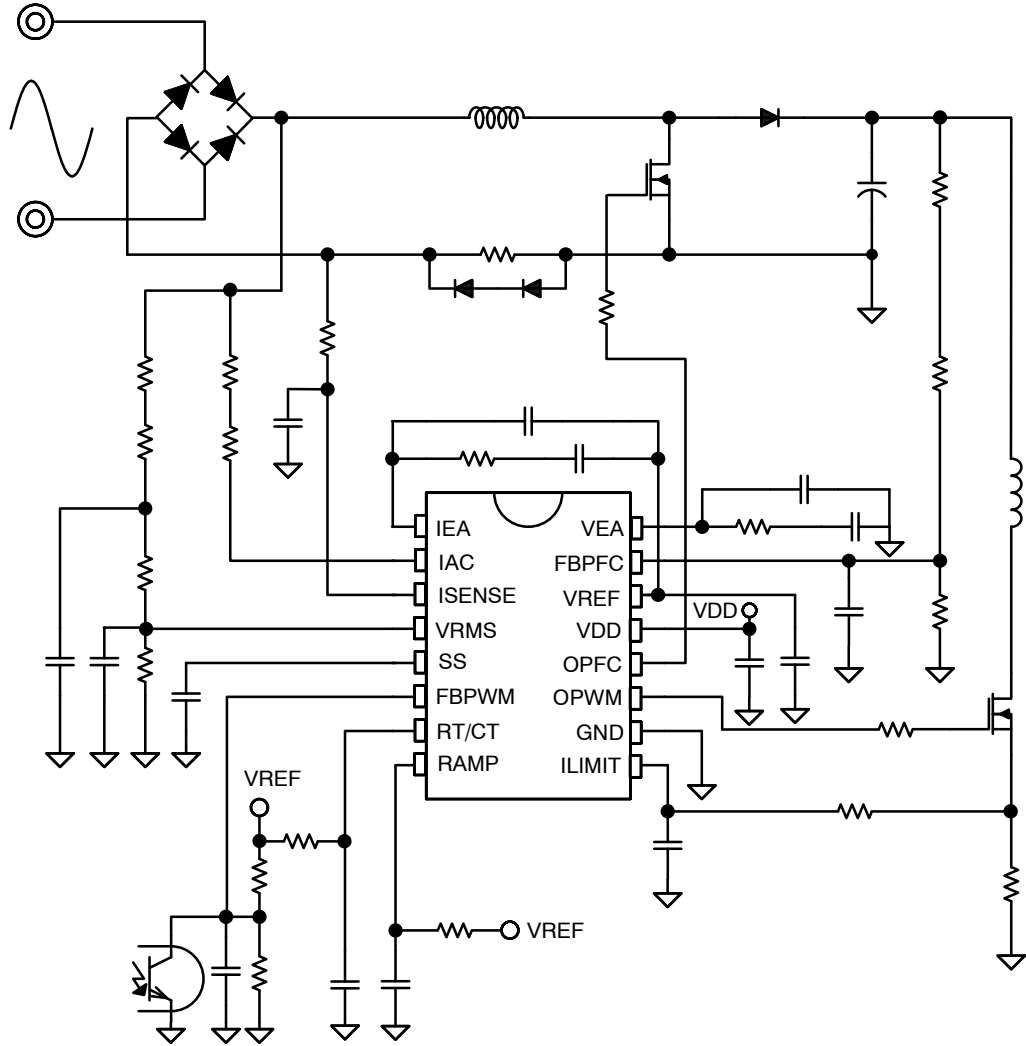 IEA
VEA
IAC
FBPFC
ISENSE
VREF
VDD
VRMS
VDD
SS
OPFC
FBPWM
OPWM
RT/CT
GND
RAMP
ILIMIT
VREF
VREF